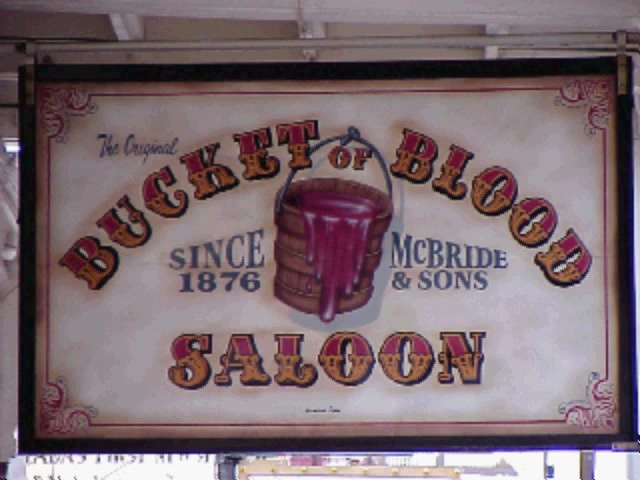 The Original
BUCKET OF BLOOD
SINCE 1876
McBRIDE & SONS
SALOON